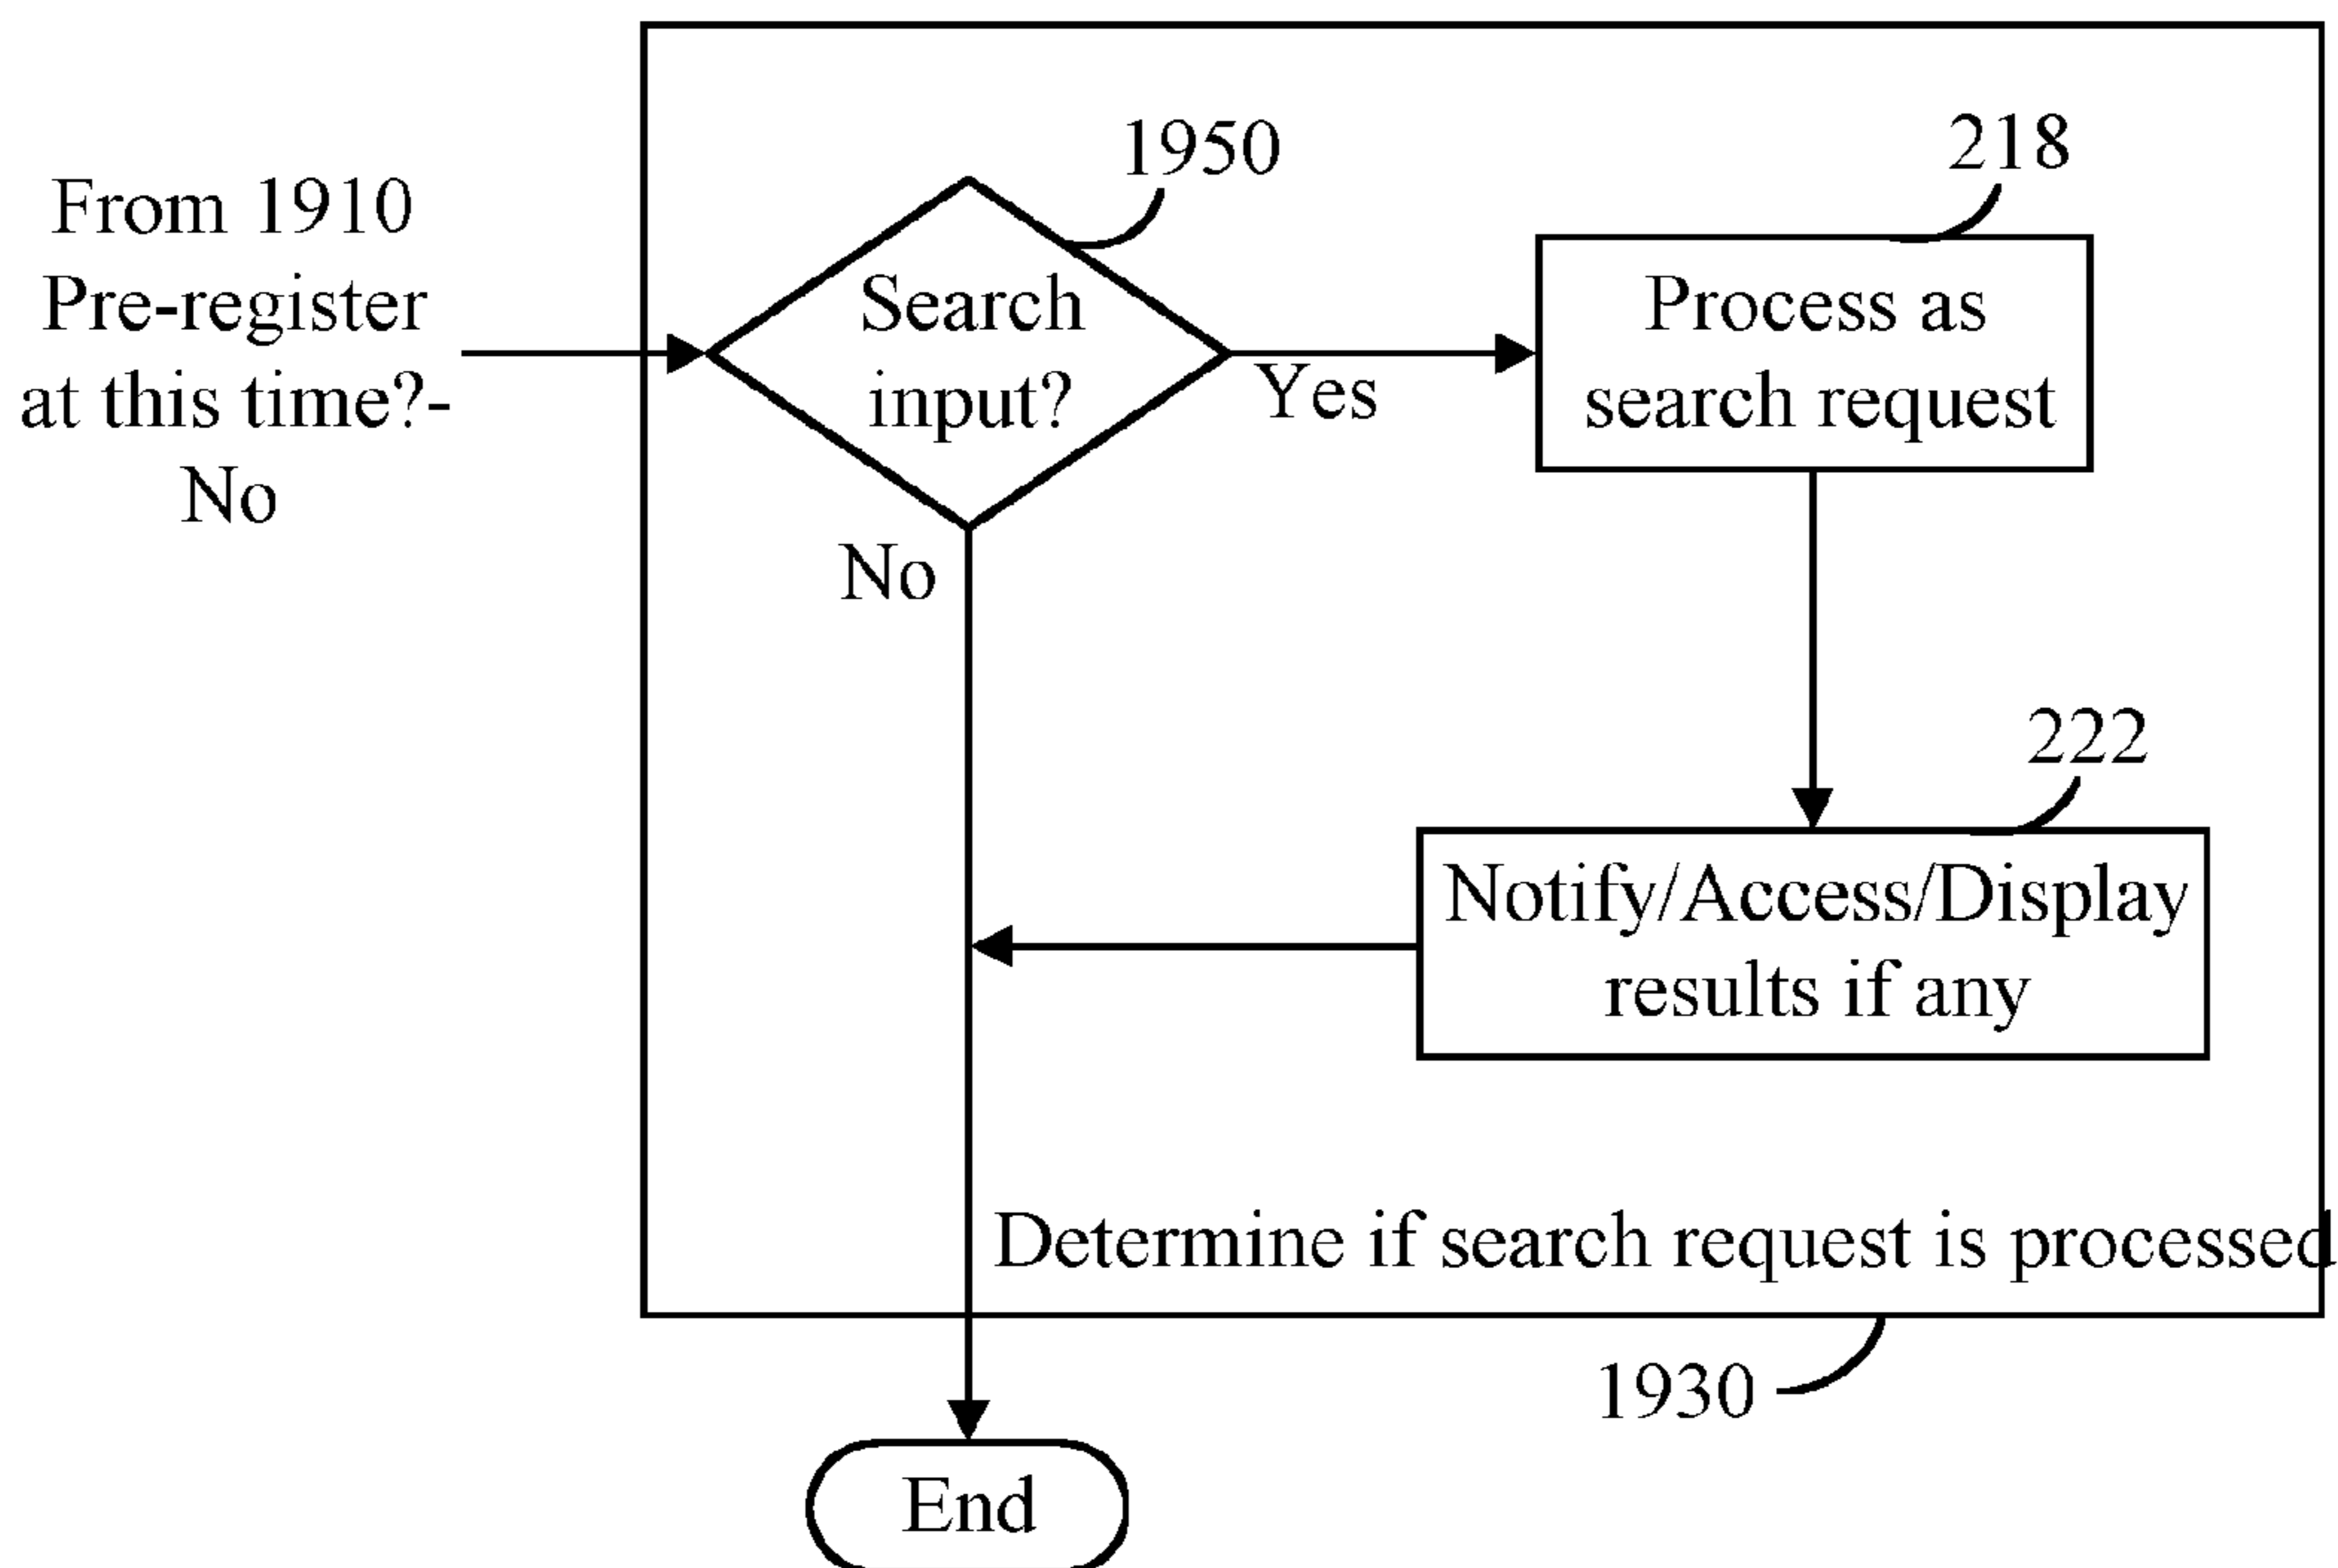 From 1910
Pre-register
at this time?-
No
1950
Search
input?
Yes
No
218
Process as
search request
222
Notify/Access/Display
results if any
Determine if search request is processed
1930
End